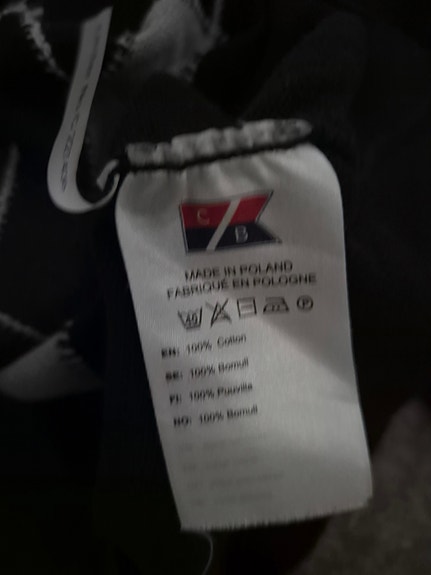 C
B
MADE IN POLAND
FABRIQUÉ EN POLOGNE
40 P
EN: 100% Cotton
SE: 100% Bomull
FI: 100% Puuvilla
NO: 100% Bomull